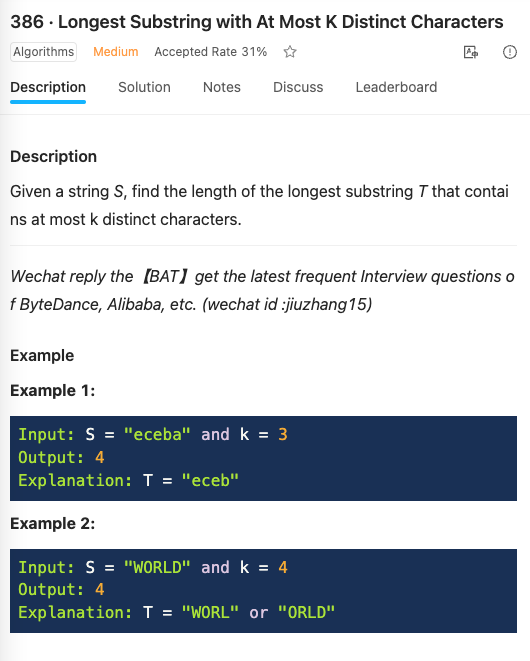 386 · Longest Substring with At Most K Distinct Characters
Algorithms Medium Accepted Rate 31%
Description Solution Notes Discuss Leaderboard
Description
Given a string S, find the length of the longest substring T that contai
ns at most k distinct characters.
Wechat reply the 【BAT】 get the latest frequent Interview questions o
f ByteDance, Alibaba, etc. (wechat id :jiuzhang15)
Example
Example 1:
Input: S = "eceba" and k = 3
Output: 4
Explanation: T = "eceb"
Example 2:
Input: S = "WORLD" and k = 4
Output: 4
Explanation: T = "WORL" or "ORLD"